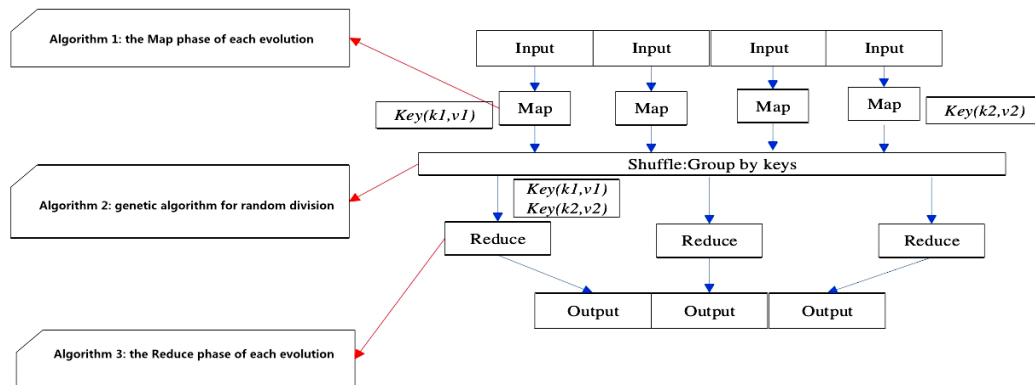 Algorithm 1: the Map phase of each evolution
Input Input Input Input
Key(k1,v1) Map Map Map Map Key(k2,v2)
Shuffle:Group by keys
Key(k1,v1)
Key(k2,v2)
Algorithm 2: genetic algorithm for random division
Reduce Reduce Reduce
Output Output Output
Algorithm 3: the Reduce phase of each evolution